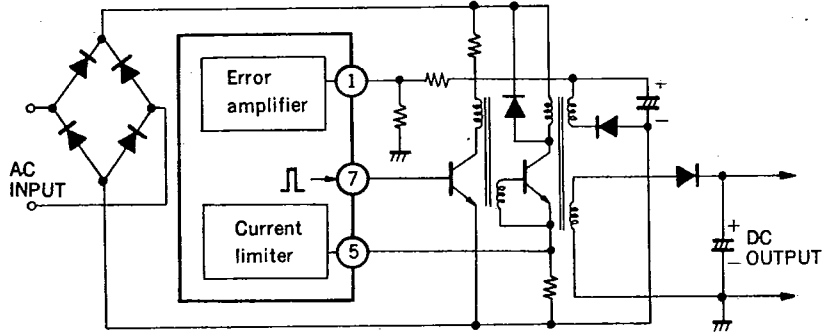 Error
amplifier
1
+
−
7
AC
INPUT
Current
limiter
5
+
−
DC
OUTPUT